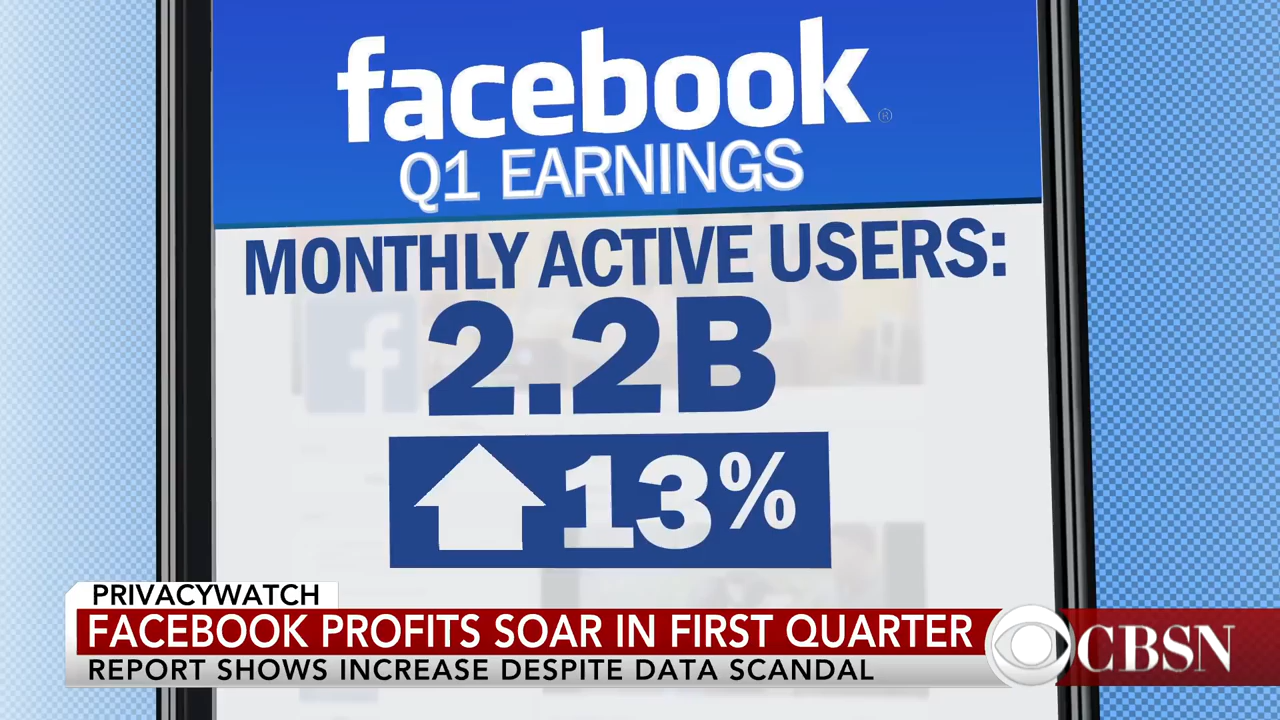 facebook®
Q1 EARNINGS
MONTHLY ACTIVE USERS:
2.2B
13%
PRIVACYWATCH
FACEBOOK PROFITS SOAR IN FIRST QUARTER
REPORT SHOWS INCREASE DESPITE DATA SCANDAL
CBSN